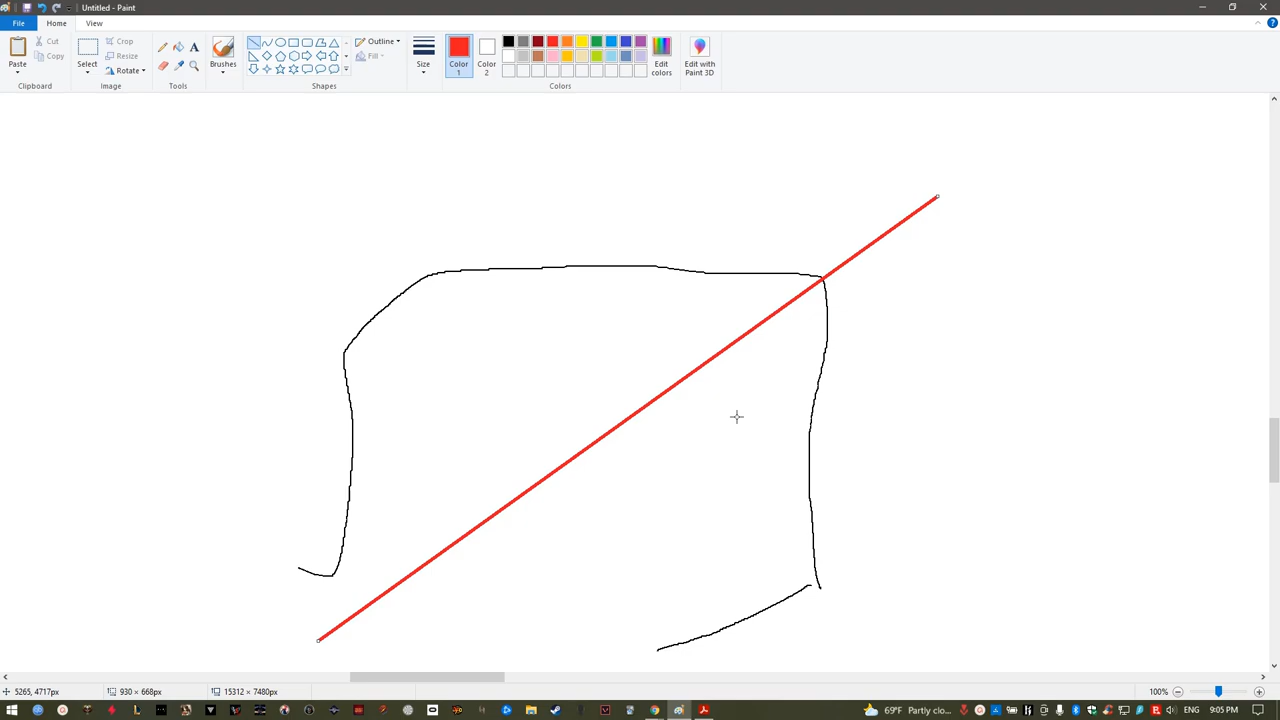 Untitled - Paint
File
Home
View
Paste
Cut
Copy
Clipboard
Select
Crop
Resize
Rotate
Image
Tools
A
Brushes
Outline
Fill
Shapes
Size
Color 1
Color 2
Edit colors
Colors
Edit with Paint 3D
5265, 4717px
930 × 668px
15312 × 7480px
100%
69°F Partly clo...
ENG
9:05 PM